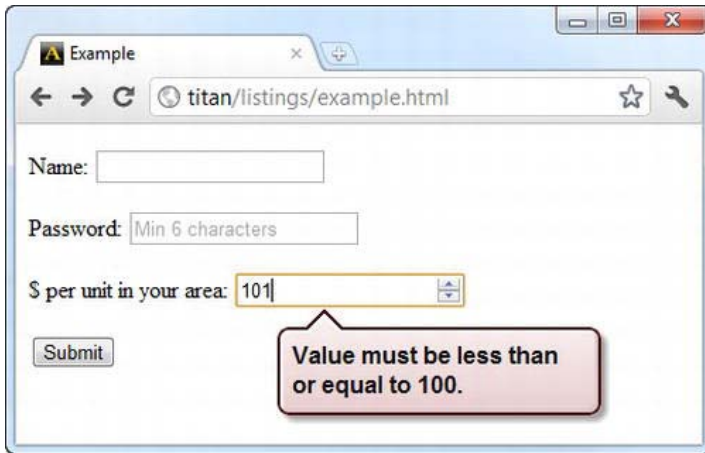 Example
titan/listings/example.html
Name:
Password: Min 6 characters
$ per unit in your area: 101
Submit
Value must be less than
or equal to 100.